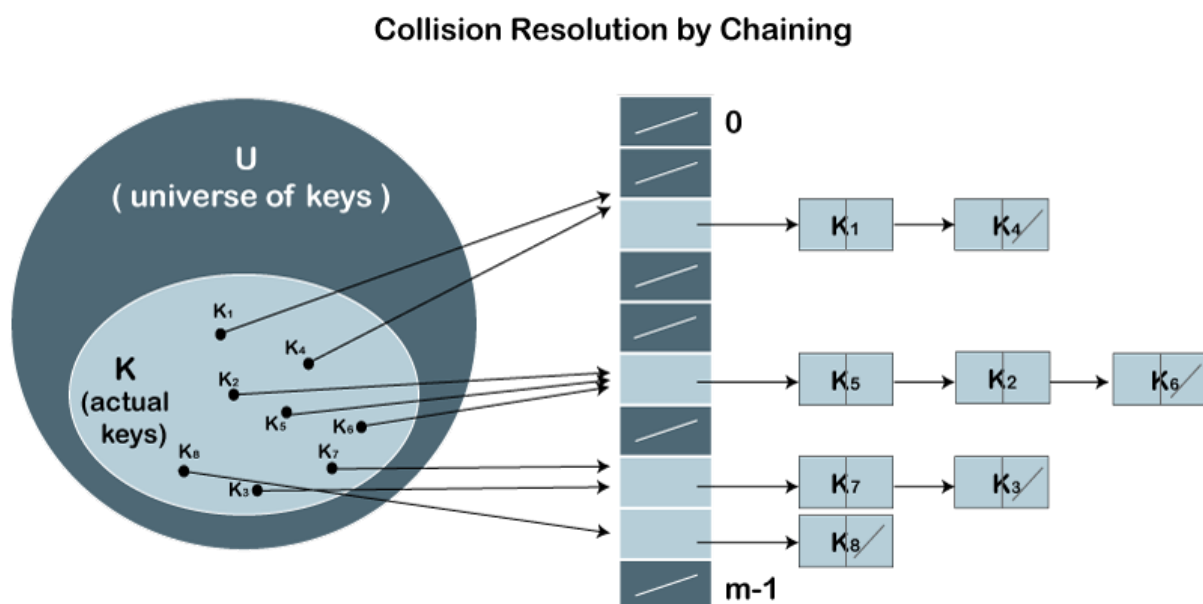 Collision Resolution by Chaining
U
( universe of keys )
K
(actual
keys)
K₁
K₄
K₂
K₅
K₆
K₇
K₈
K₃
0
m-1
K₁
K₄
K₅
K₂
K₆
K₇
K₃
K₈